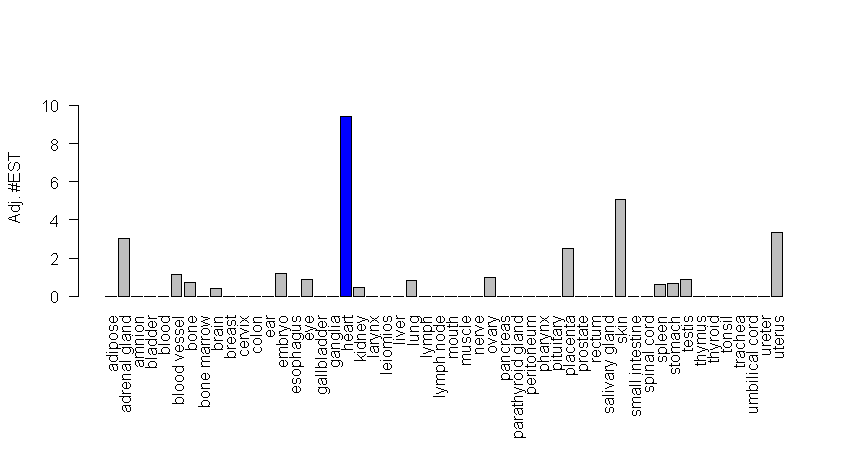 Adj. #EST
10
8
6
4
2
0
adipose
adrenal gland
amnion
bladder
blood
blood vessel
bone
bone marrow
brain
breast
cervix
colon
ear
embryo
esophagus
eye
gallbladder
ganglia
heart
kidney
larynx
leiomios
liver
lung
lymph
lymph node
mouth
muscle
nerve
ovary
pancreas
parathyroid gland
peritoneum
pharynx
pituitary
placenta
prostate
rectum
salivary gland
skin
small intestine
spinal cord
spleen
stomach
testis
thymus
thyroid
tonsil
trachea
umbilical cord
ureter
uterus